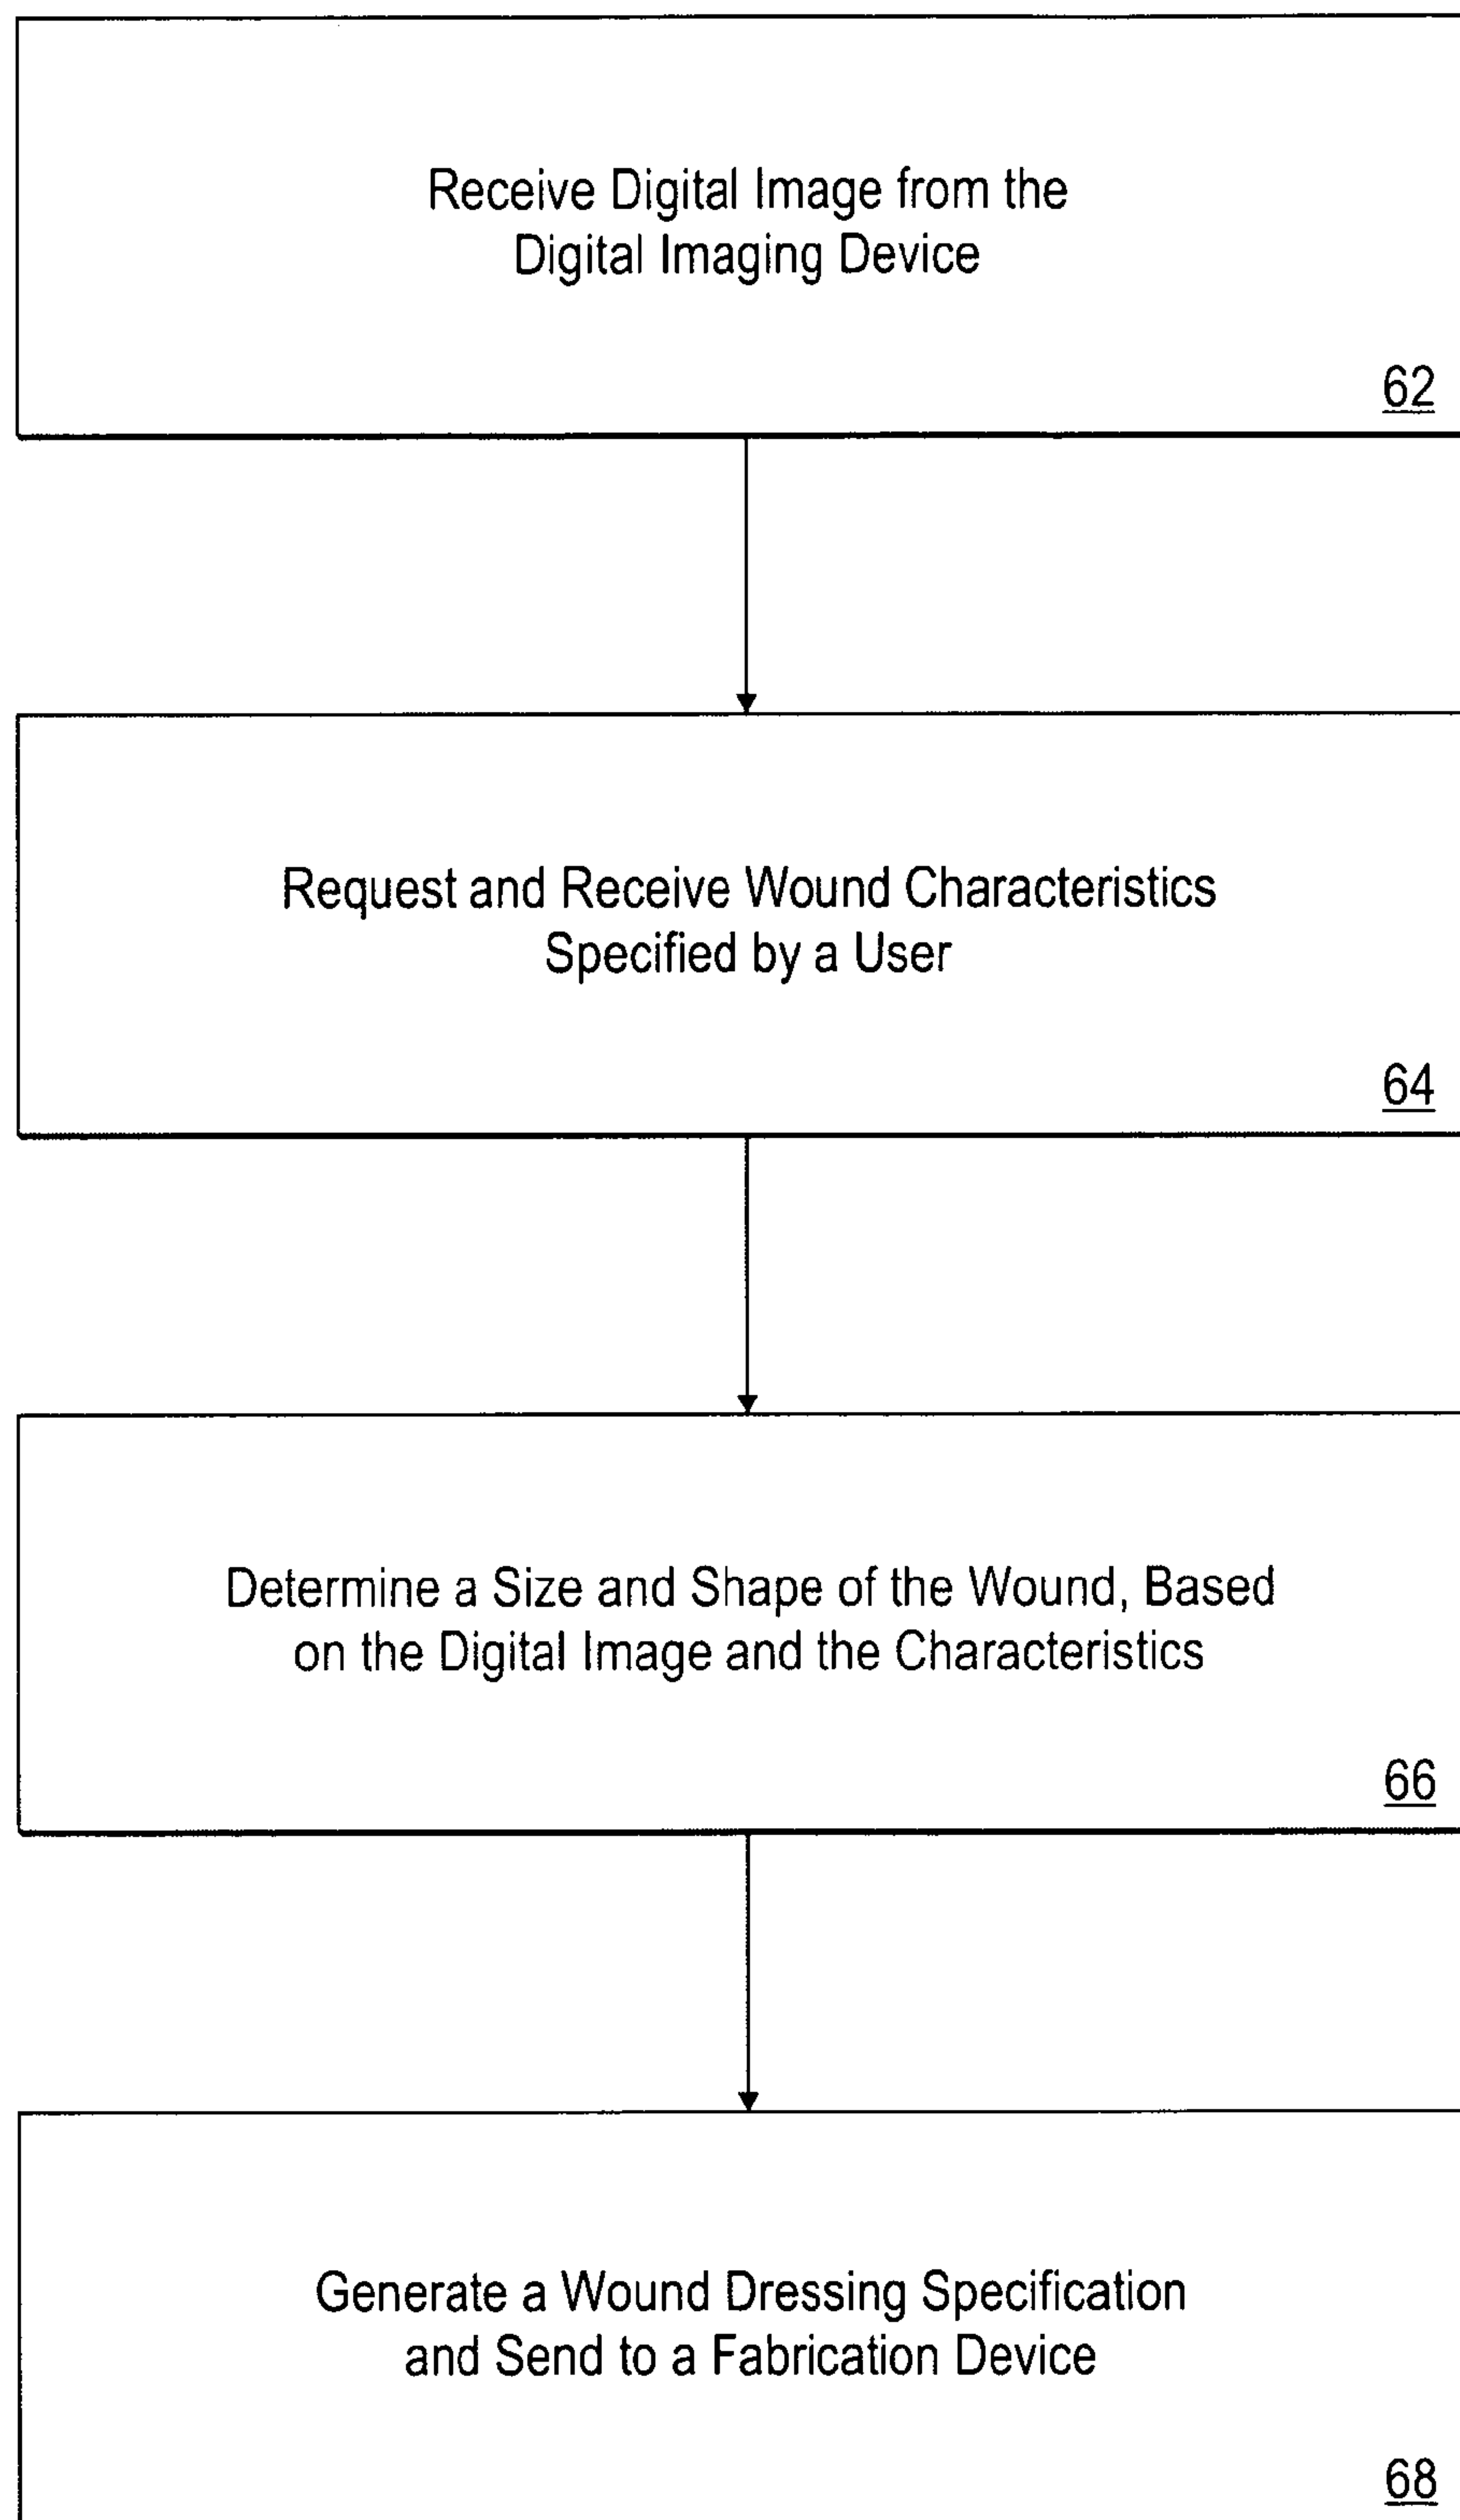 Receive Digital Image from the
Digital Imaging Device
62
Request and Receive Wound Characteristics
Specified by a User
64
Determine a Size and Shape of the Wound, Based
on the Digital Image and the Characteristics
66
Generate a Wound Dressing Specification
and Send to a Fabrication Device
68